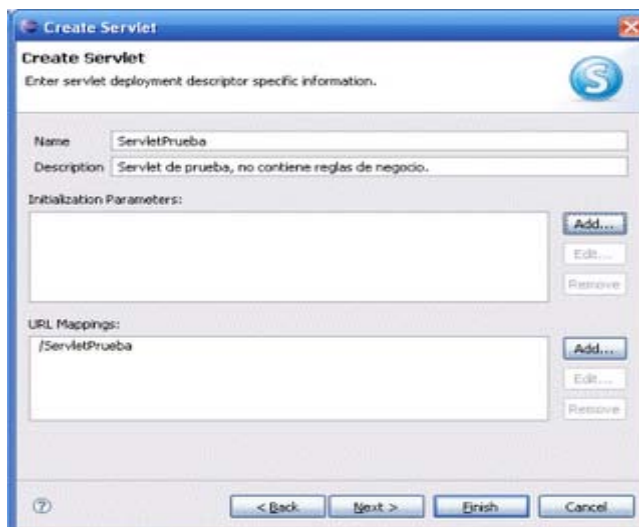 Create Servlet
Create Servlet
Enter servlet deployment descriptor specific information.
S
Name ServletPrueba
Description Servlet de prueba, no contiene reglas de negocio.
Initialization Parameters:
Add...
Edit...
Remove
URL Mappings:
/ServletPrueba
Add...
Edit...
Remove
? < Back Next > Finish Cancel